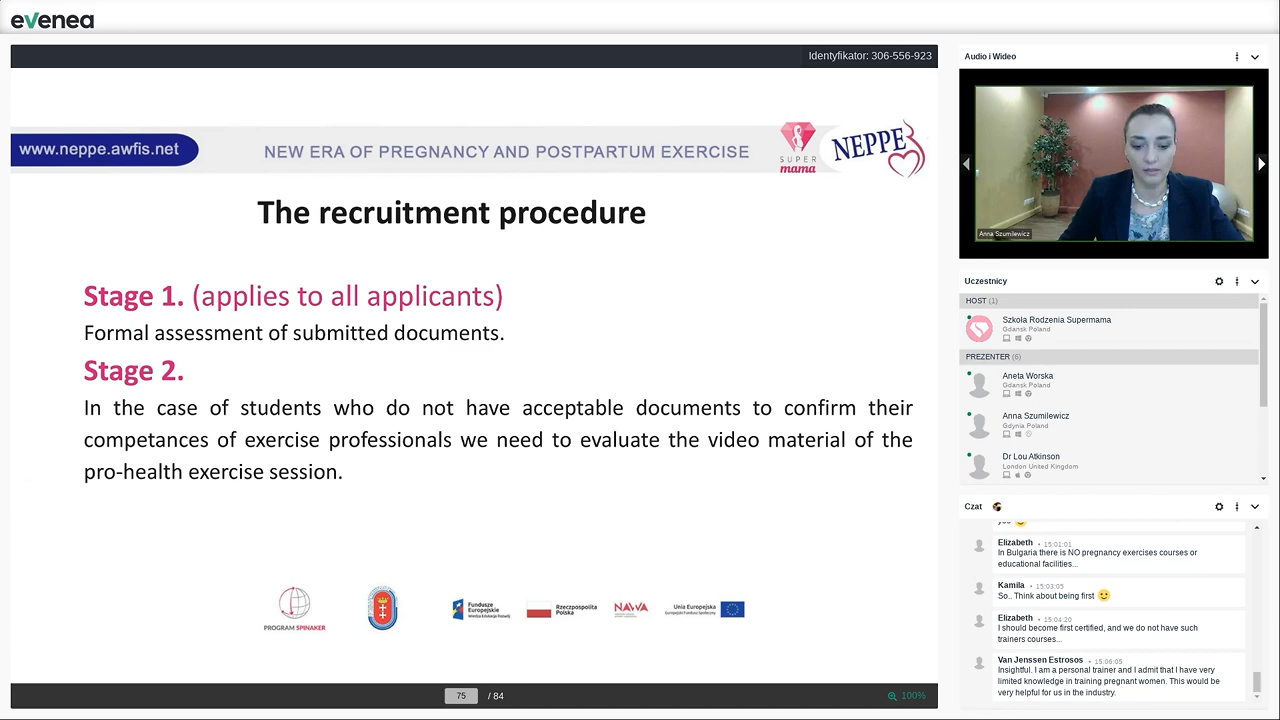 evenea
Identyfikator: 306-556-923
Audio i Wideo
www.neppe.awfis.net
NEW ERA OF PREGNANCY AND POSTPARTUM EXERCISE
SUPER
mama
NEPPE
The recruitment procedure
Anna Szumilewicz
Stage 1. (applies to all applicants)
Formal assessment of submitted documents.
Stage 2.
In the case of students who do not have acceptable documents to confirm their
competances of exercise professionals we need to evaluate the video material of the
pro-health exercise session.
PROGRAM SPINAKER
Fundusze
Europejskie
Wiedza Edukacja Rozwój
Rzeczpospolita
Polska
NAWA
Unia Europejska
Europejski Fundusz Społeczny
75 / 84
100%
Uczestnicy
HOST (1)
Szkoła Rodzenia Supermama
Gdansk Poland
PREZENTER (6)
Aneta Worska
Gdansk Poland
Anna Szumilewicz
Gdynia Poland
Dr Lou Atkinson
London United Kingdom
Czat
Elizabeth • 15:01:01
In Bulgaria there is NO pregnancy exercises courses or
educational facilities...
Kamila • 15:03:05
So.. Think about being first
Elizabeth • 15:04:20
I should become first certified, and we do not have such
trainers courses...
Van Jenssen Estrosos • 15:06:05
Insightful. I am a personal trainer and I admit that I have very
limited knowledge in training pregnant women. This would be
very helpful for us in the industry.